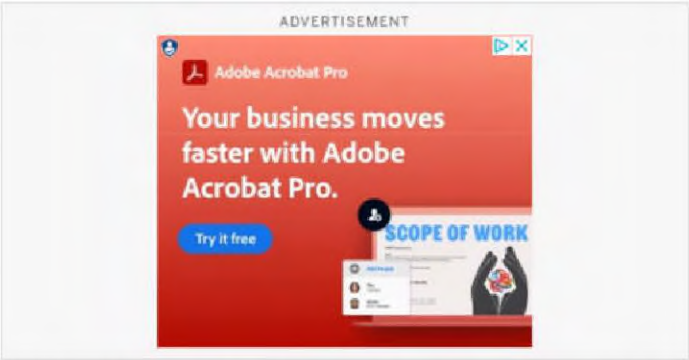 ADVERTISEMENT
Adobe Acrobat Pro
Your business moves
faster with Adobe
Acrobat Pro.
Try it free
SCOPE OF WORK